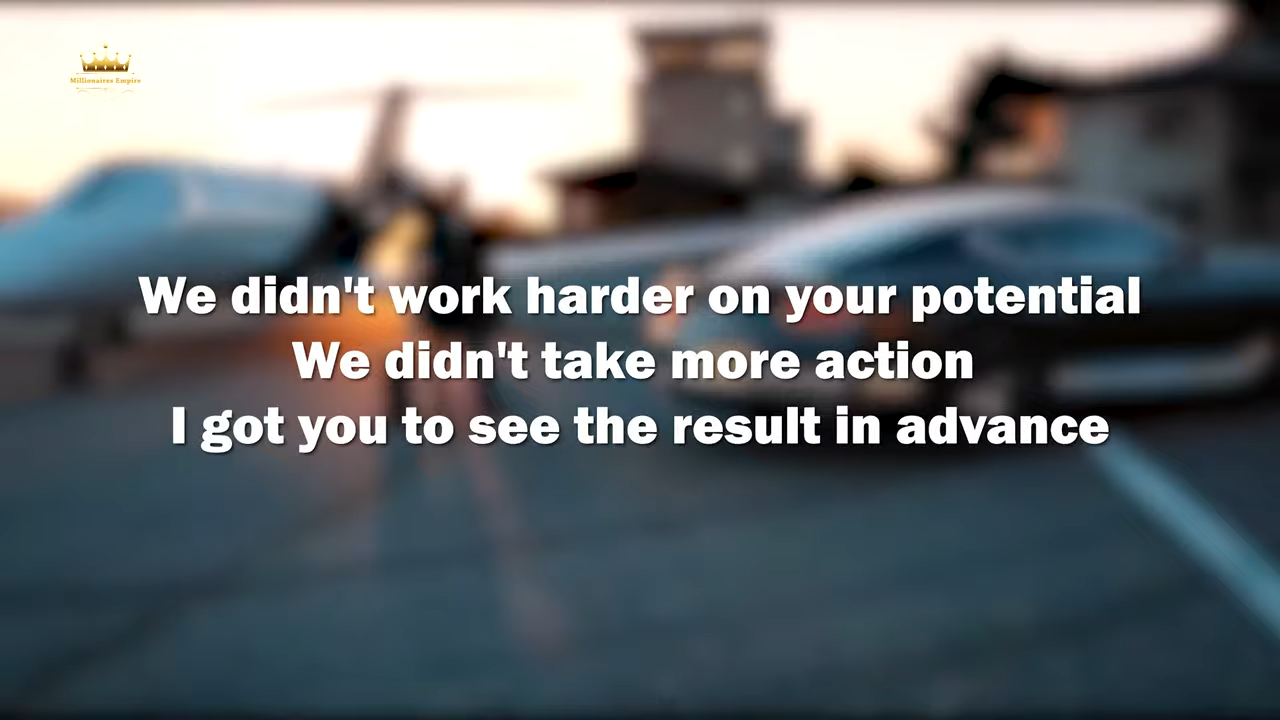 Millionaires Empire
We didn't work harder on your potential
We didn't take more action
I got you to see the result in advance